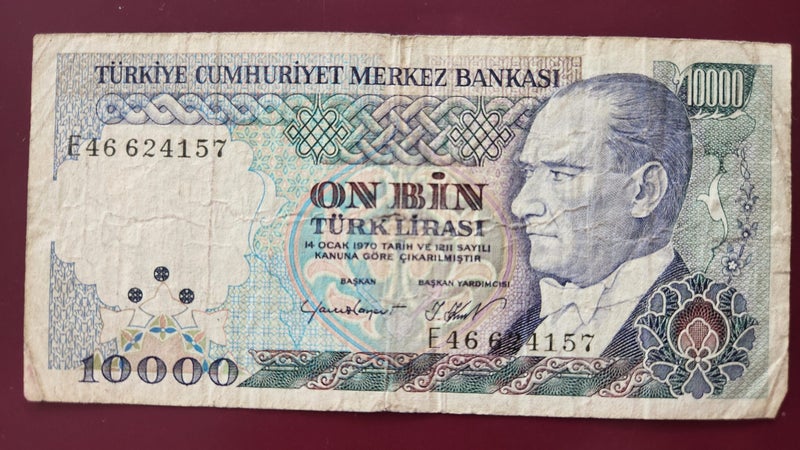 TÜRKİYE CUMHURİYET MERKEZ BANKASI
10000
E46 624157
ON BİN
TÜRK LİRASI
14 OCAK 1970 TARİH VE 1211 SAYILI
KANUNA GÖRE ÇIKARILMIŞTIR
BAŞKAN BAŞKAN YARDIMCISI
E46 624157
10000